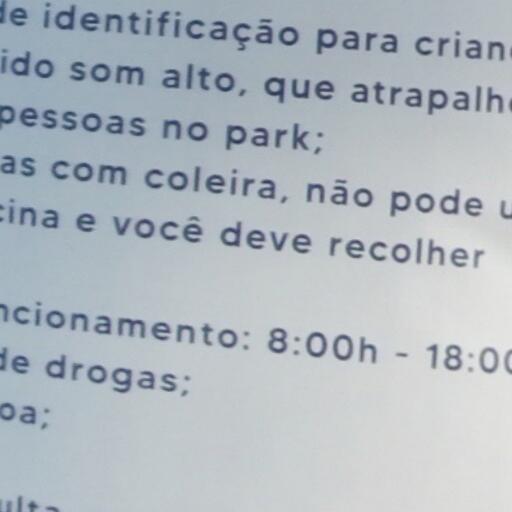 de identificação para crian
ido som alto, que atrapalh
pessoas no park;
as com coleira, não pode u
cina e você deve recolher
ncionamento: 8:00h - 18:00
de drogas;
oa;